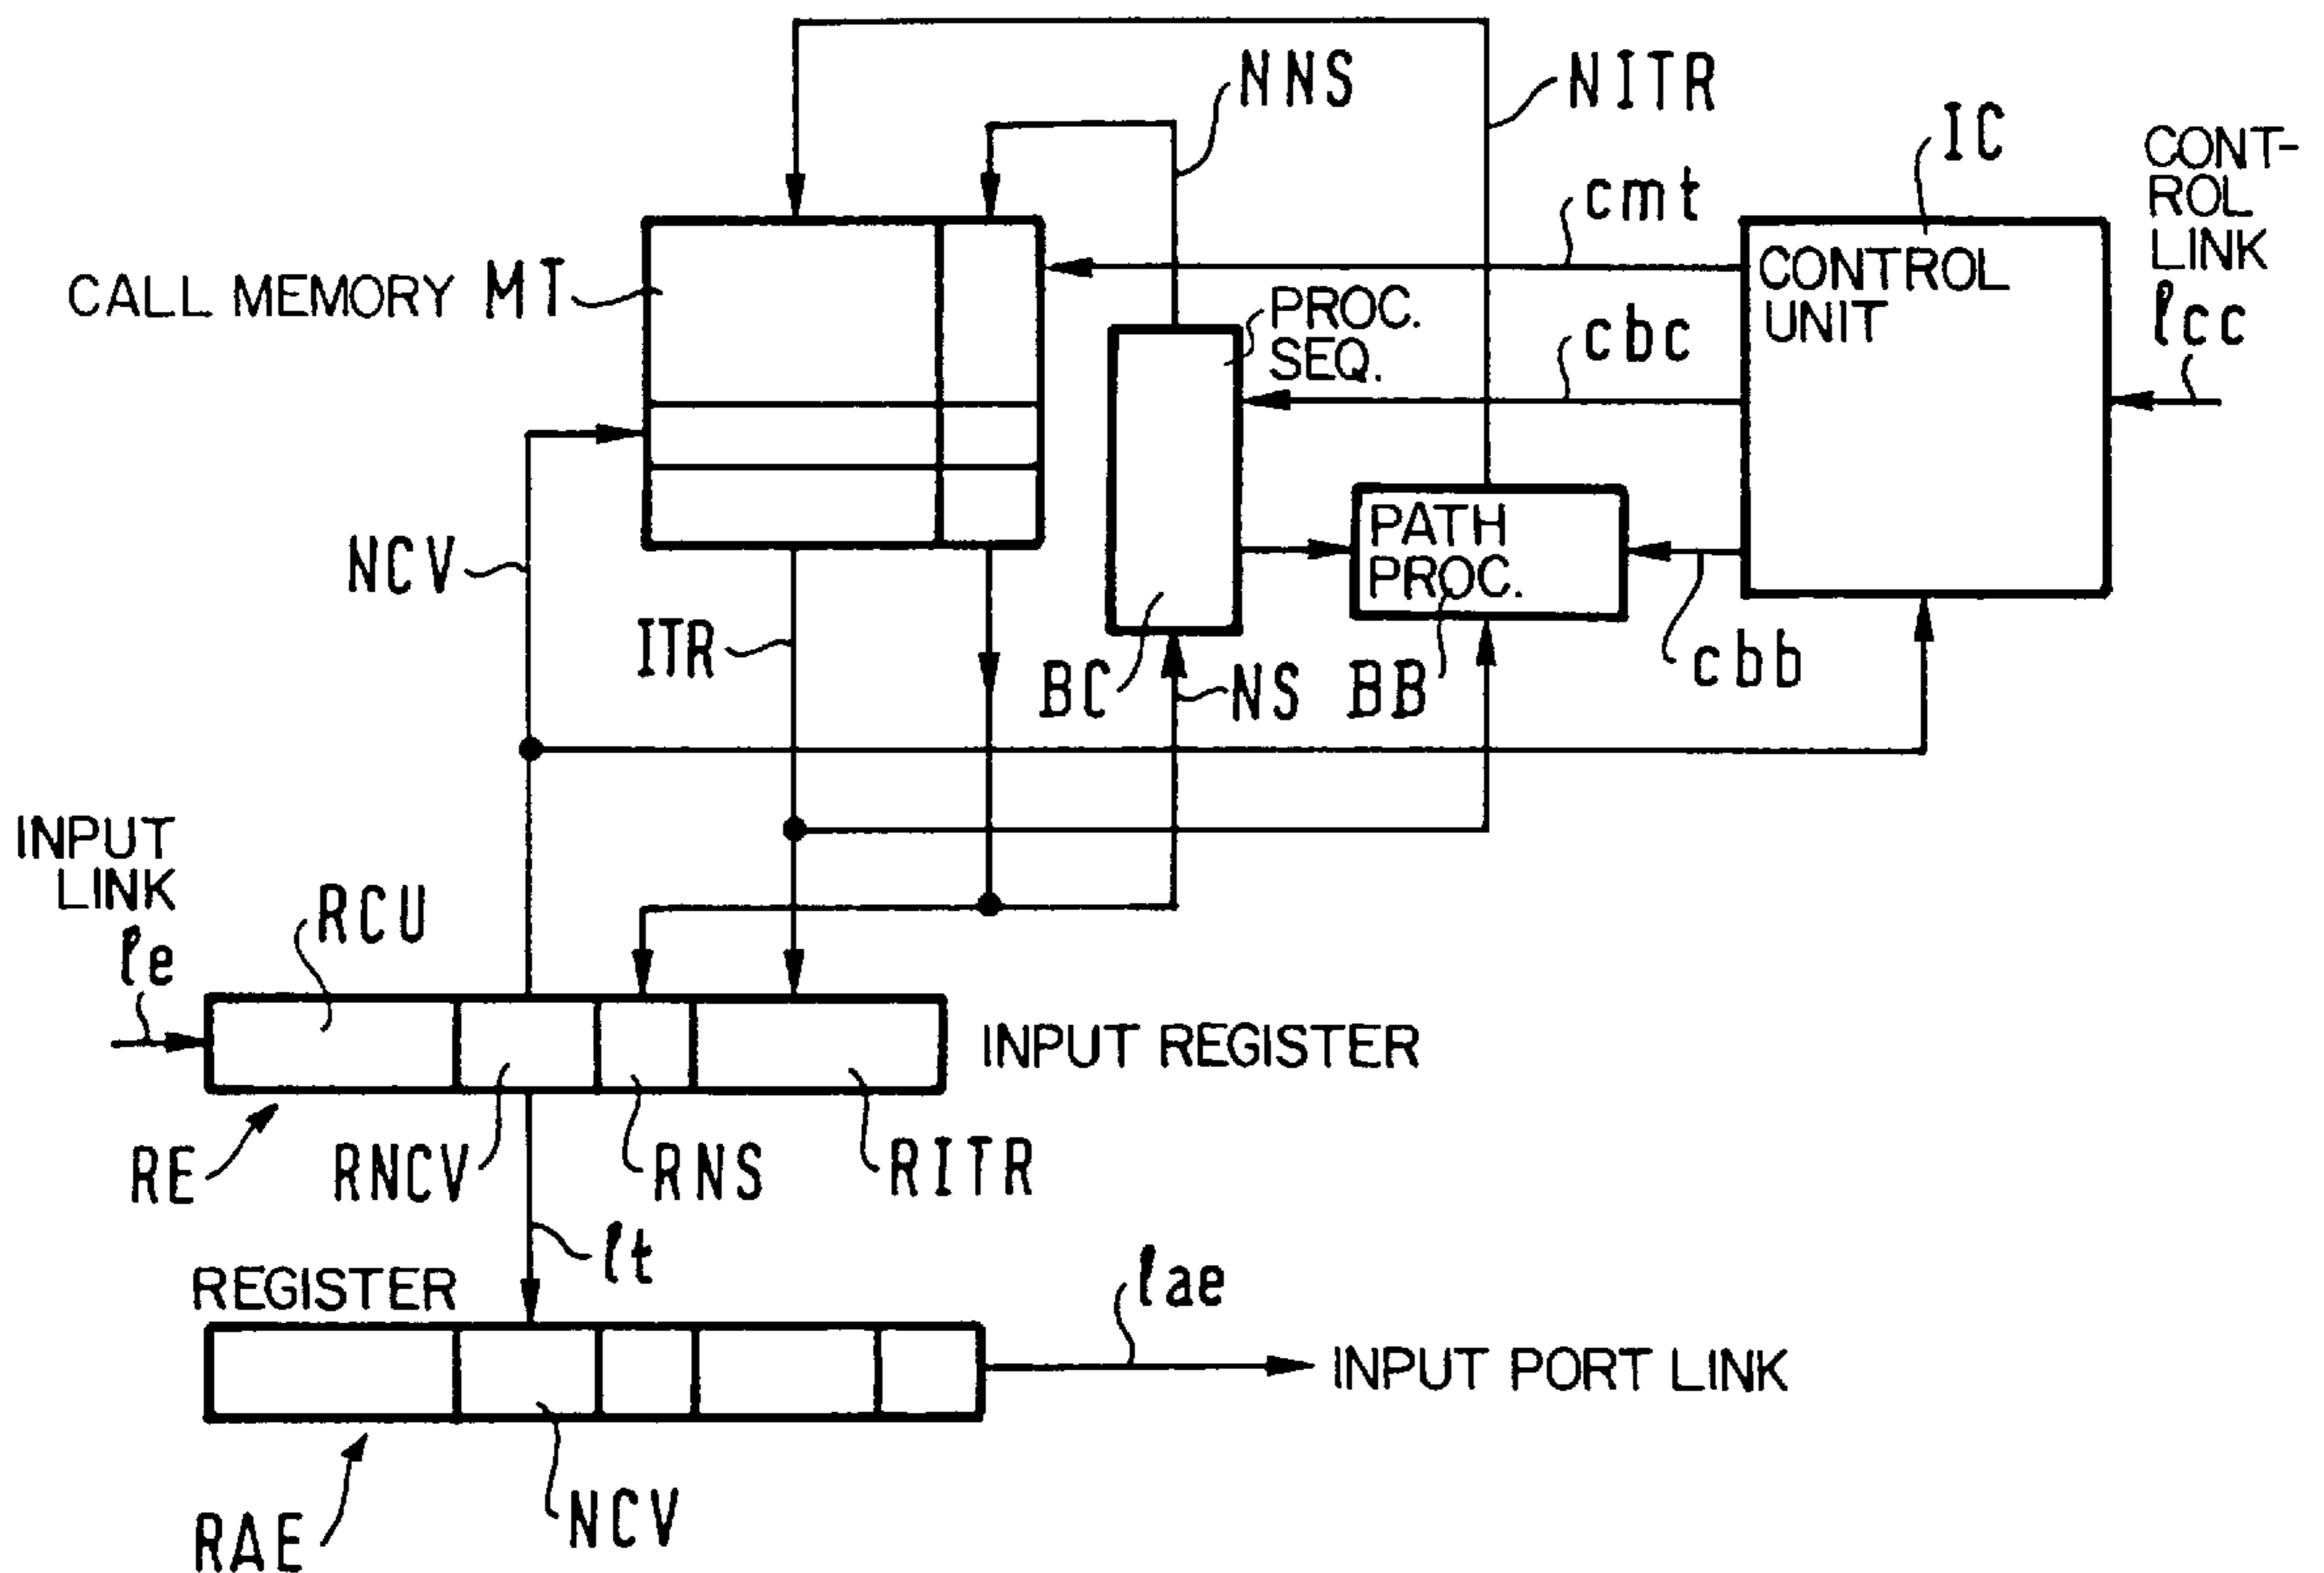 NNS
NITR
IC
CONT-
ROL
LINK
lcc
cmt
CONTROL
UNIT
CALL MEMORY MT
PROC.
SEQ.
cbc
PATH
PROC.
NCV
ITR
BC
NS
BB
cbb
INPUT
LINK
le
RCU
INPUT REGISTER
RE
RNCV
RNS
RITR
lt
REGISTER
lae
INPUT PORT LINK
RAE
NCV